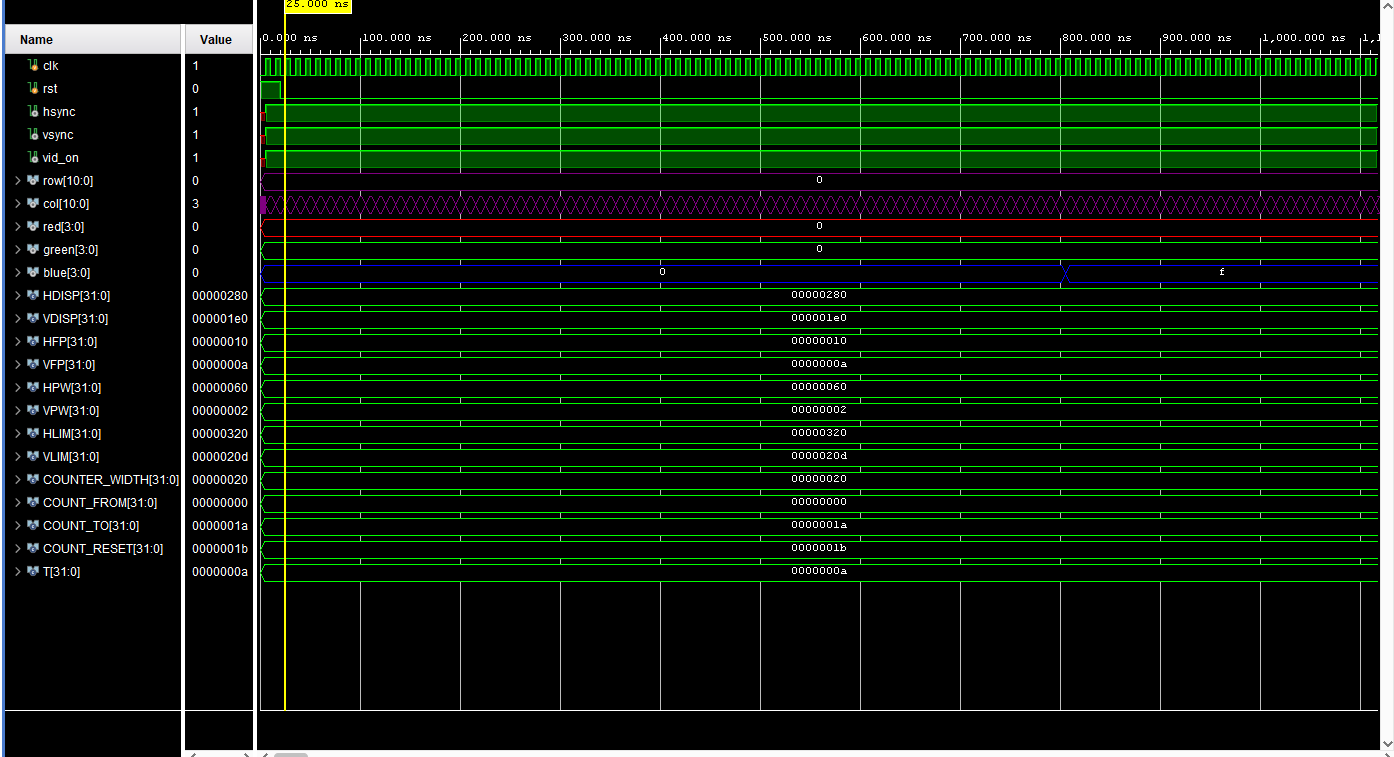 25.000 ns
Name Value 0.000 ns 100.000 ns 200.000 ns 300.000 ns 400.000 ns 500.000 ns 600.000 ns 700.000 ns 800.000 ns 900.000 ns 1,000.000 ns 1,1
clk 1
rst 0
hsync 1
vsync 1
vid_on 1
row[10:0] 0 0
col[10:0] 3
red[3:0] 0 0
green[3:0] 0 0
blue[3:0] 0 0 f
HDISP[31:0] 00000280 00000280
VDISP[31:0] 000001e0 000001e0
HFP[31:0] 00000010 00000010
VFP[31:0] 0000000a 0000000a
HPW[31:0] 00000060 00000060
VPW[31:0] 00000002 00000002
HLIM[31:0] 00000320 00000320
VLIM[31:0] 0000020d 0000020d
COUNTER_WIDTH[31:0] 00000020 00000020
COUNT_FROM[31:0] 00000000 00000000
COUNT_TO[31:0] 0000001a 0000001a
COUNT_RESET[31:0] 0000001b 0000001b
T[31:0] 0000000a 0000000a